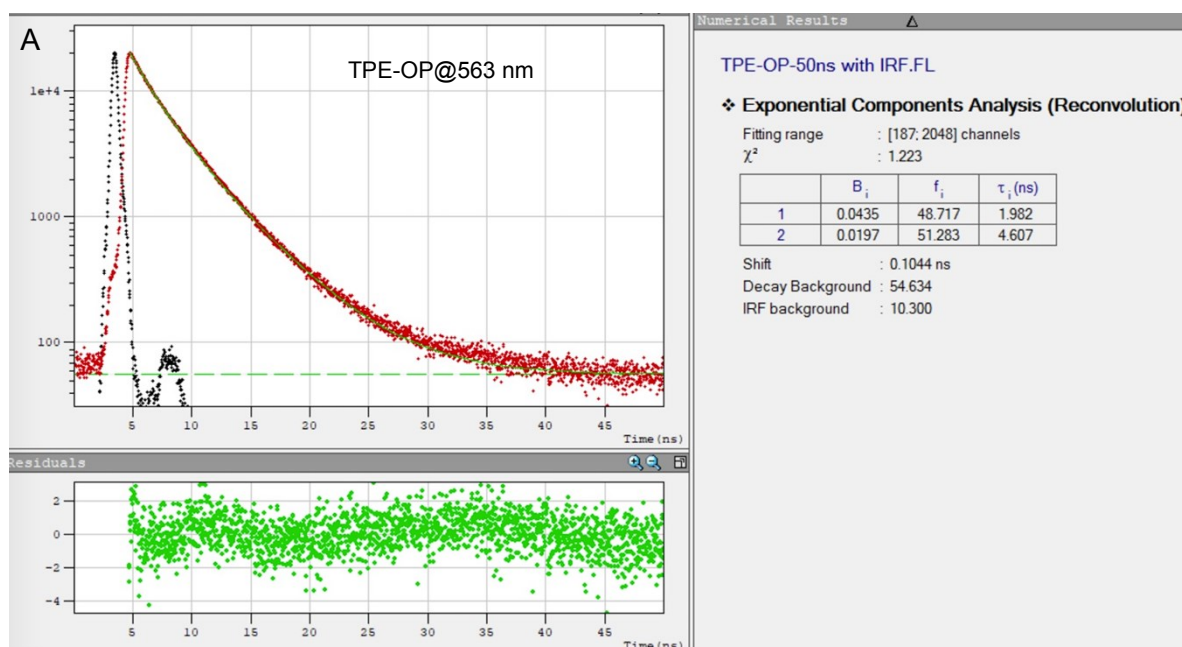 A
TPE-OP@563 nm
1e+4
1000
100
5 10 15 20 25 30 35 40 45
Time(ns)
Residuals
2
0
-2
-4
5 10 15 20 25 30 35 40 45
Time(ns)
Numerical Results
TPE-OP-50ns with IRF.FL
❖ Exponential Components Analysis (Reconvolution)
Fitting range : [187; 2048] channels
χ² : 1.223
B i f i τ i (ns)
1 0.0435 48.717 1.982
2 0.0197 51.283 4.607
Shift : 0.1044 ns
Decay Background : 54.634
IRF background : 10.300